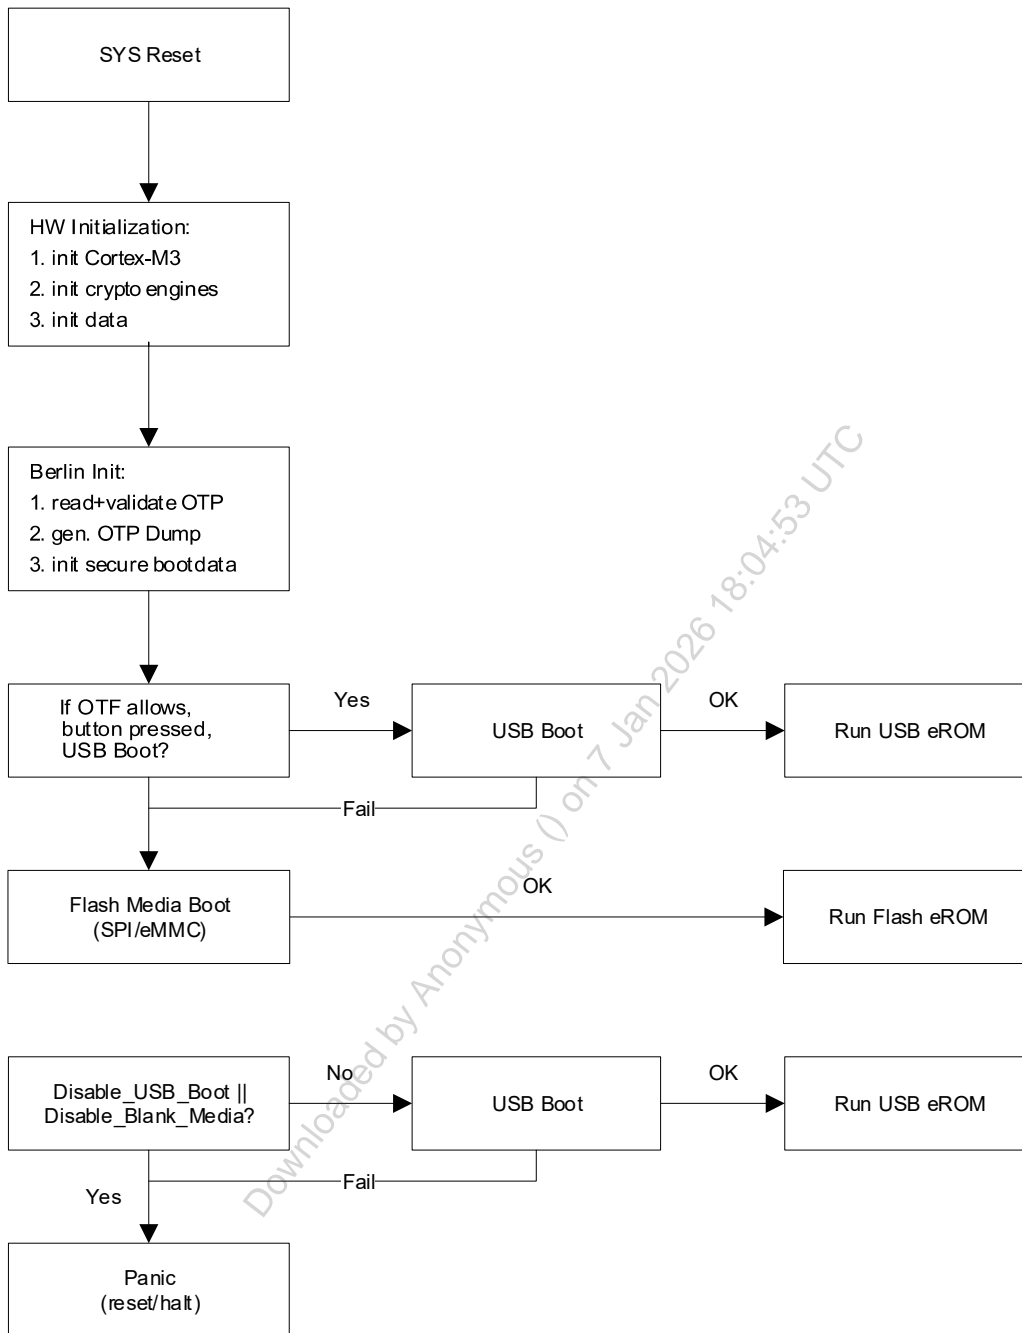 SYS Reset
HW Initialization:
1. init Cortex-M3
2. init crypto engines
3. init data
Berlin Init:
1. read+validate OTP
2. gen. OTP Dump
3. init secure bootdata
If OTF allows,
button pressed,
USB Boot?
Yes
USB Boot
OK
Run USB eROM
Fail
Flash Media Boot
(SPI/eMMC)
OK
Run Flash eROM
Disable_USB_Boot ||
Disable_Blank_Media?
No
USB Boot
OK
Run USB eROM
Fail
Yes
Panic
(reset/halt)
Downloaded by Anonymous () on 7 Jan 2026 18:04:53 UTC